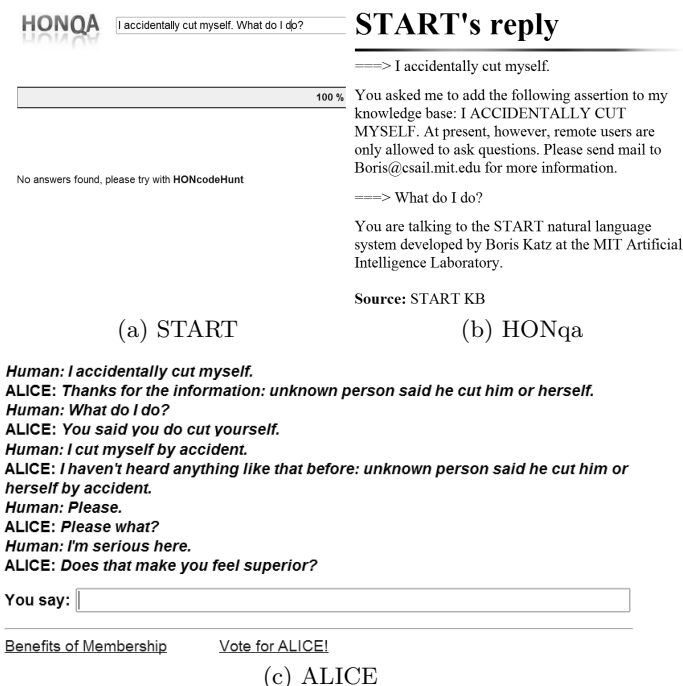 HONQA
I accidentally cut myself. What do I do?
100 %
No answers found, please try with HONcodeHunt
START's reply
===> I accidentally cut myself.
You asked me to add the following assertion to my
knowledge base: I ACCIDENTALLY CUT
MYSELF. At present, however, remote users are
only allowed to ask questions. Please send mail to
Boris@csail.mit.edu for more information.
===> What do I do?
You are talking to the START natural language
system developed by Boris Katz at the MIT Artificial
Intelligence Laboratory.
Source: START KB
(a) START
(b) HONqa
Human: I accidentally cut myself.
ALICE: Thanks for the information: unknown person said he cut him or herself.
Human: What do I do?
ALICE: You said you do cut yourself.
Human: I cut myself by accident.
ALICE: I haven't heard anything like that before: unknown person said he cut him or
herself by accident.
Human: Please.
ALICE: Please what?
Human: I'm serious here.
ALICE: Does that make you feel superior?
You say:
Benefits of Membership Vote for ALICE!
(c) ALICE